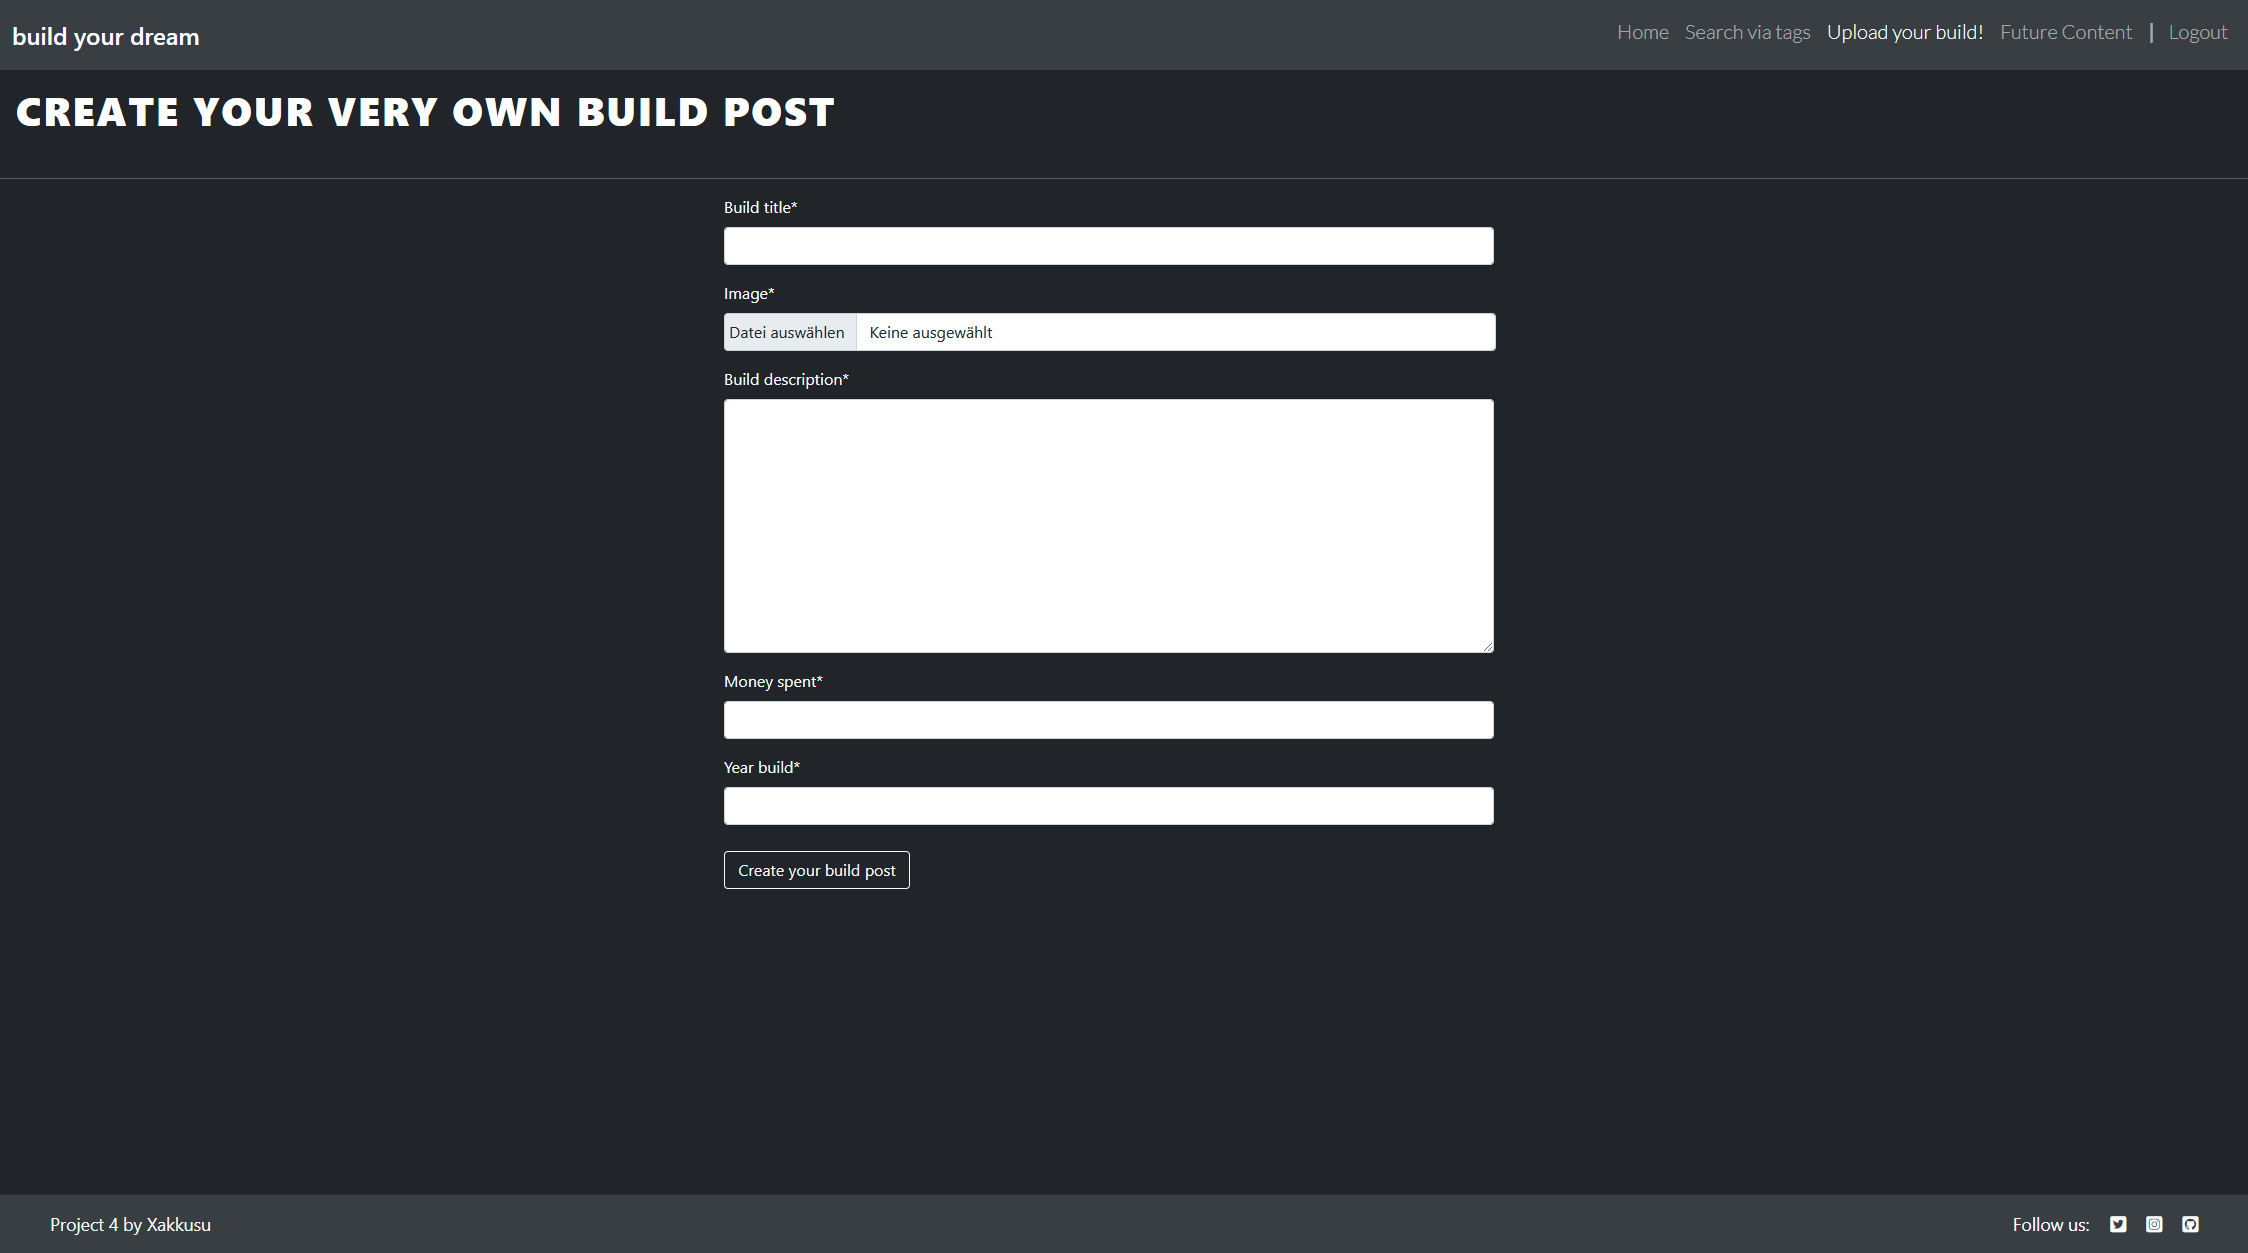 build your dream
Home Search via tags Upload your build! Future Content | Logout
CREATE YOUR VERY OWN BUILD POST
Build title*
Image*
Datei auswählen Keine ausgewählt
Build description*
Money spent*
Year build*
Create your build post
Project 4 by Xakkusu
Follow us: